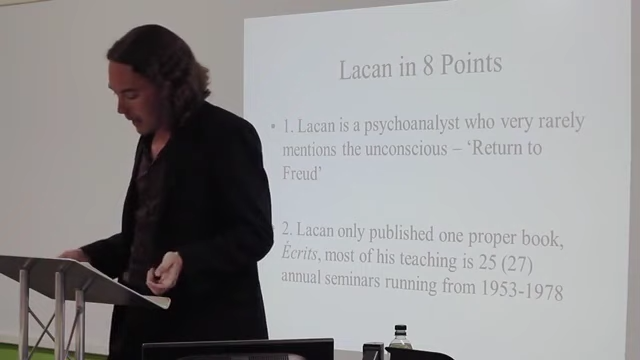 Lacan in 8 Points
• 1. Lacan is a psychoanalyst who very rarely
mentions the unconscious – ‘Return to
Freud’
2. Lacan only published one proper book,
Écrits, most of his teaching is 25 (27)
annual seminars running from 1953-1978